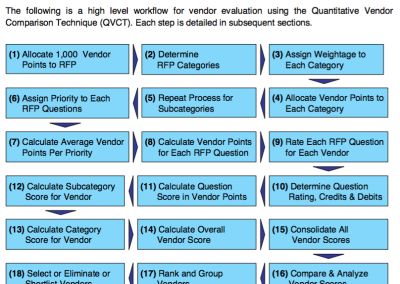 The following is a high level workflow for vendor evaluation using the Quantitative Vendor
Comparison Technique (QVCT). Each step is detailed in subsequent sections.
(1) Allocate 1,000 Vendor
Points to RFP
(2) Determine
RFP Categories
(3) Assign Weightage to
Each Category
(6) Assign Priority to Each
RFP Questions
(5) Repeat Process for
Subcategories
(4) Allocate Vendor Points to
Each Category
(7) Calculate Average Vendor
Points Per Priority
(8) Calculate Vendor Points
for Each RFP Question
(9) Rate Each RFP Question
for Each Vendor
(12) Calculate Subcategory
Score for Vendor
(11) Calculate Question
Score in Vendor Points
(10) Determine Question
Rating, Credits & Debits
(13) Calculate Category
Score for Vendor
(14) Calculate Overall
Vendor Score
(15) Consolidate All
Vendor Scores
(18) Select or Eliminate or
Shortlist Vendors
(17) Rank and Group
Vendors
(16) Compare & Analyze
Vendor Scores